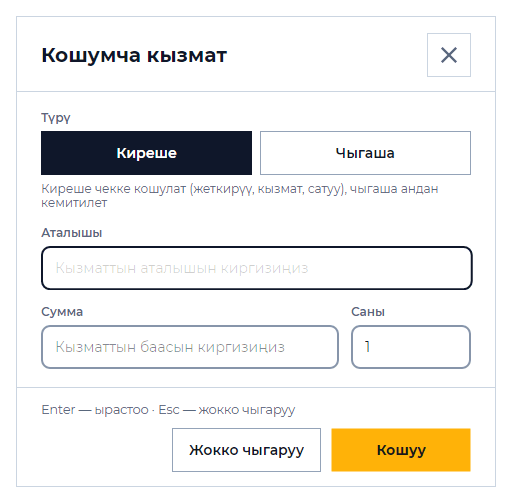 Кошумча кызмат
Түрү
Киреше
Чыгаша
Киреше чекке кошулат (жеткирүү, кызмат, сатуу), чыгаша андан
кемитилет
Аталышы
Кызматтын аталышын киргизиңиз
Сумма
Саны
Кызматтын баасын киргизиңиз
1
Enter — ырастоо · Esc — жокко чыгаруу
Жокко чыгаруу
Кошуу